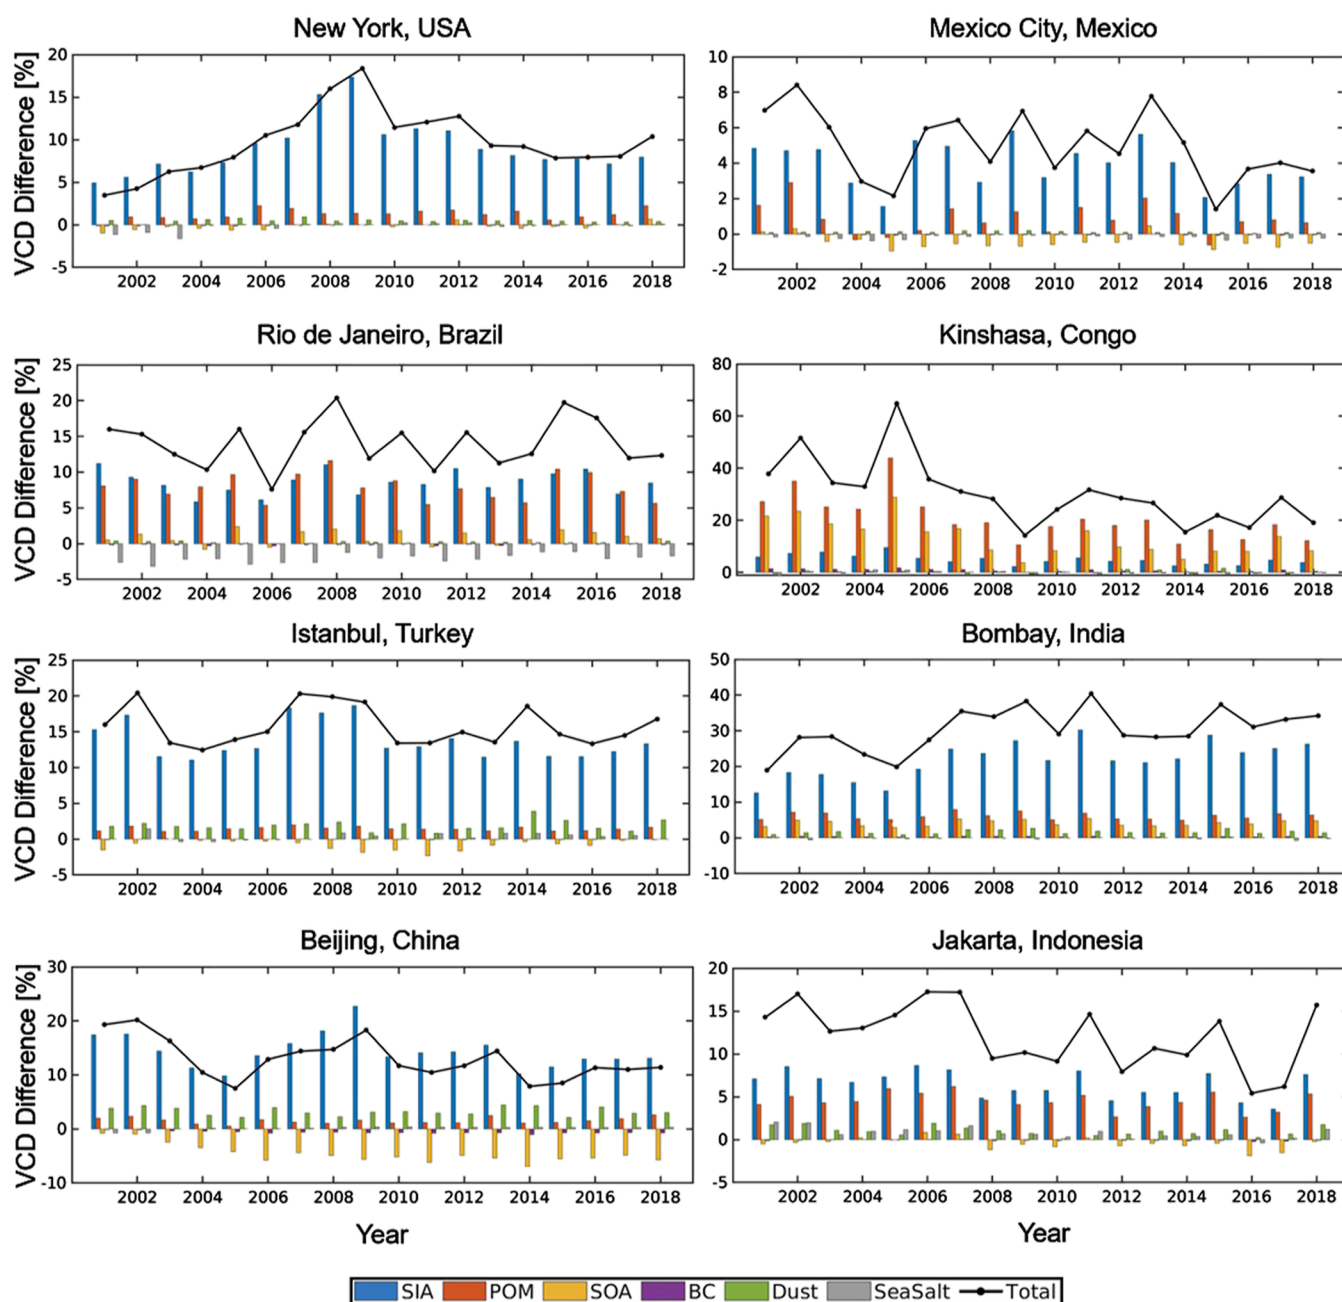 New York, USA
Mexico City, Mexico
VCD Difference [%]
20
15
10
5
0
-5
2002 2004 2006 2008 2010 2012 2014 2016 2018
10
8
6
4
2
0
-2
2002 2004 2006 2008 2010 2012 2014 2016 2018
Rio de Janeiro, Brazil
Kinshasa, Congo
VCD Difference [%]
25
20
15
10
5
0
-5
2002 2004 2006 2008 2010 2012 2014 2016 2018
80
60
40
20
0
2002 2004 2006 2008 2010 2012 2014 2016 2018
Istanbul, Turkey
Bombay, India
VCD Difference [%]
25
20
15
10
5
0
-5
2002 2004 2006 2008 2010 2012 2014 2016 2018
50
40
30
20
10
0
-10
2002 2004 2006 2008 2010 2012 2014 2016 2018
Beijing, China
Jakarta, Indonesia
VCD Difference [%]
30
20
10
0
-10
2002 2004 2006 2008 2010 2012 2014 2016 2018
20
15
10
5
0
-5
2002 2004 2006 2008 2010 2012 2014 2016 2018
Year
Year
SIA POM SOA BC Dust SeaSalt Total